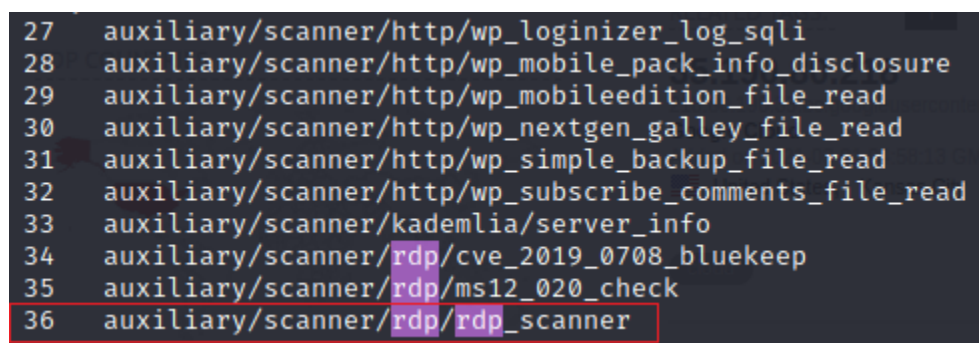 27 auxiliary/scanner/http/wp_loginizer_log_sqli
28 auxiliary/scanner/http/wp_mobile_pack_info_disclosure
29 auxiliary/scanner/http/wp_mobileedition_file_read
30 auxiliary/scanner/http/wp_nextgen_galley_file_read
31 auxiliary/scanner/http/wp_simple_backup_file_read
32 auxiliary/scanner/http/wp_subscribe_comments_file_read
33 auxiliary/scanner/kademlia/server_info
34 auxiliary/scanner/rdp/cve_2019_0708_bluekeep
35 auxiliary/scanner/rdp/ms12_020_check
36 auxiliary/scanner/rdp/rdp_scanner